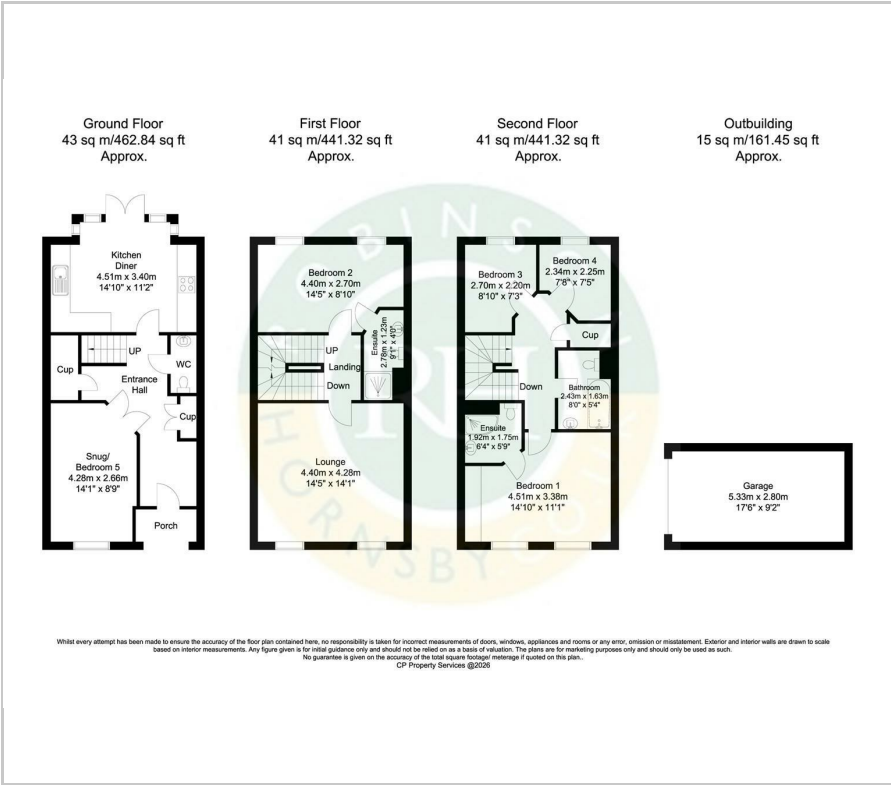 Ground Floor
43 sq m/462.84 sq ft
Approx.
First Floor
41 sq m/441.32 sq ft
Approx.
Second Floor
41 sq m/441.32 sq ft
Approx.
Outbuilding
15 sq m/161.45 sq ft
Approx.
Kitchen
Diner
4.51m x 3.40m
14'10" x 11'2"
UP
Cup
WC
Entrance
Hall
Cup
Snug/
Bedroom 5
4.28m x 2.66m
14'1" x 8'9"
Porch
Bedroom 2
4.40m x 2.70m
14'5" x 8'10"
Ensuite
2.78m x 1.23m
9'1" x 4'0"
UP
Landing
Down
Lounge
4.40m x 4.28m
14'5" x 14'1"
Bedroom 3
2.70m x 2.20m
8'10" x 7'3"
Bedroom 4
2.34m x 2.25m
7'8" x 7'5"
Cup
Down
Bathroom
2.43m x 1.63m
8'0" x 5'4"
Ensuite
1.92m x 1.75m
6'4" x 5'9"
Bedroom 1
4.51m x 3.38m
14'10" x 11'1"
Garage
5.33m x 2.80m
17'6" x 9'2"
ROBINS
RH
HORNSBY
Whilst every attempt has been made to ensure the accuracy of the floor plan contained here, no responsibility is taken for incorrect measurements of doors, windows, appliances and rooms or any error, omission or misstatement. Exterior and interior walls are drawn to scale
based on interior measurements. Any figure given is for initial guidance only and should not be relied on as a basis of valuation. The plans are for marketing purposes only and should only be used as such.
No guarantee is given on the accuracy of the total square footage/ meterage if quoted on this plan..
CP Property Services @2026